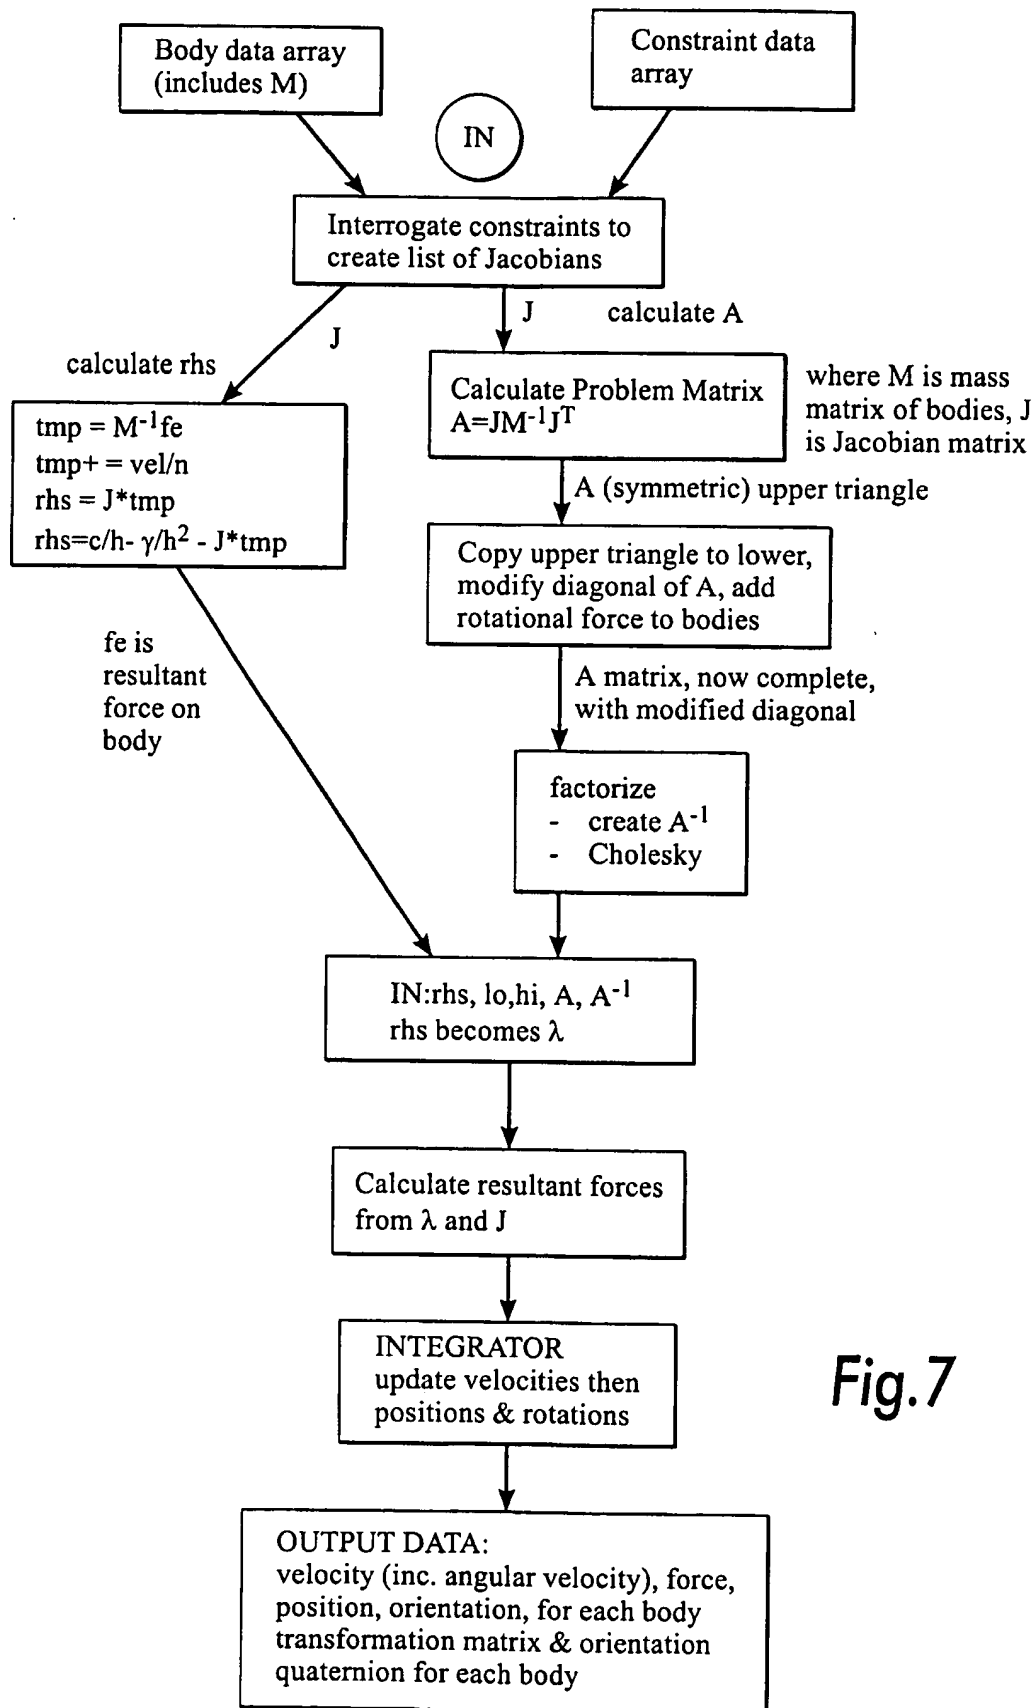 Body data array
(includes M)
Constraint data
array
IN
Interrogate constraints to
create list of Jacobians
J
J
calculate A
calculate rhs
tmp = M⁻¹fe
tmp+ = vel/n
rhs = J*tmp
rhs=c/h- γ/h² - J*tmp
Calculate Problem Matrix
A=JM⁻¹Jᵀ
where M is mass
matrix of bodies, J
is Jacobian matrix
A (symmetric) upper triangle
Copy upper triangle to lower,
modify diagonal of A, add
rotational force to bodies
fe is
resultant
force on
body
A matrix, now complete,
with modified diagonal
factorize
- create A⁻¹
- Cholesky
IN:rhs, lo,hi, A, A⁻¹
rhs becomes λ
Calculate resultant forces
from λ and J
INTEGRATOR
update velocities then
positions & rotations
Fig.7
OUTPUT DATA:
velocity (inc. angular velocity), force,
position, orientation, for each body
transformation matrix & orientation
quaternion for each body